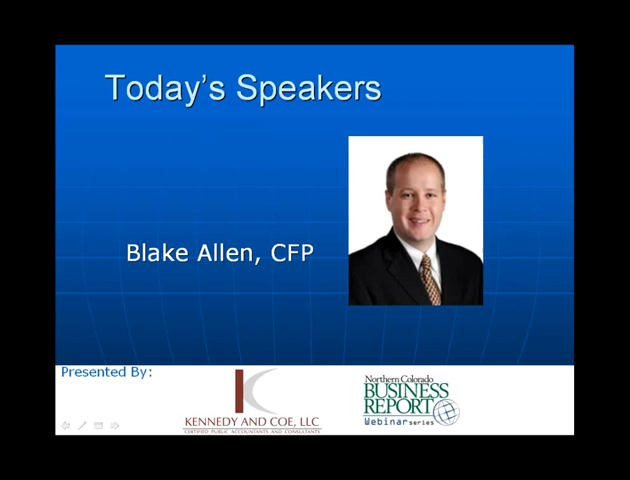 Today's Speakers
Blake Allen, CFP
Presented By:
KENNEDY AND COE, LLC
CERTIFIED PUBLIC ACCOUNTANTS AND CONSULTANTS
Northern Colorado
BUSINESS
REPORT
Webinar series